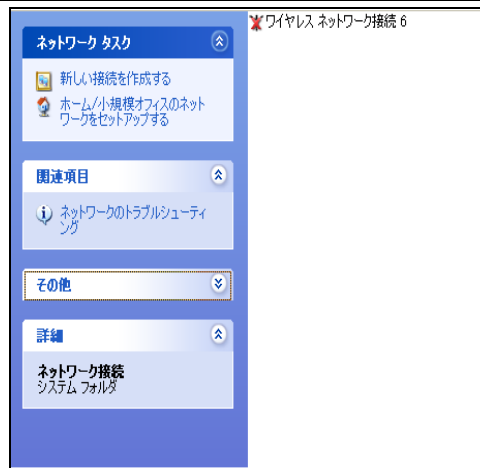 ネットワーク タスク
新しい接続を作成する
ホーム/小規模オフィスのネット
ワークをセットアップする
関連項目
ネットワークのトラブルシューティ
ング
その他
詳細
ネットワーク接続
システム フォルダ
ワイヤレス ネットワーク接続 6